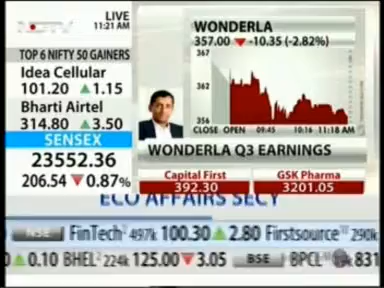 NDTV
LIVE
11:21 AM
TOP 6 NIFTY 50 GAINERS
Idea Cellular
101.20 ▲ 1.15
Bharti Airtel
314.80 ▲ 3.50
SENSEX
23552.36
206.54 ▼ 0.87%
WONDERLA
357.00 ▼ -10.35 (-2.82%)
367
362
356
CLOSE OPEN 09:45 10:16 11:18 AM
WONDERLA Q3 EARNINGS
Capital First GSK Pharma
392.30 3201.05
ECO AFFAIRS SECY
NSE FinTech 497k 100.30 ▲ 2.80 Firstsource 290k
▲ 0.10 BHEL 224k 125.00 ▼ 3.05 BSE BPCL 831